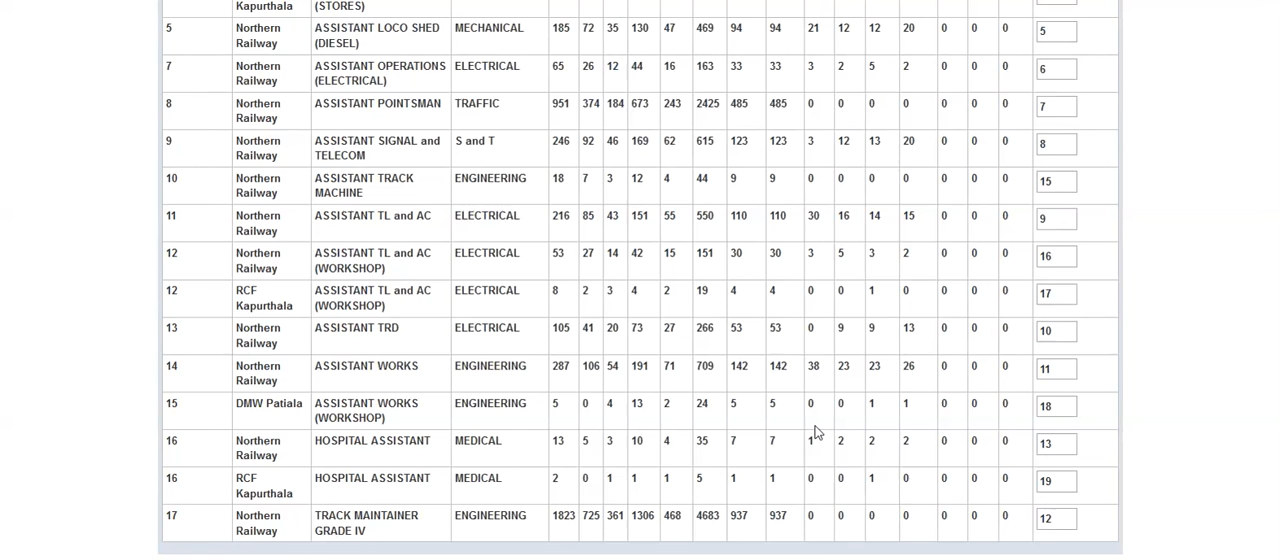 Kapurthala (STORES)
5 Northern Railway ASSISTANT LOCO SHED (DIESEL) MECHANICAL 185 72 35 130 47 469 94 94 21 12 12 20 0 0 0 5
7 Northern Railway ASSISTANT OPERATIONS (ELECTRICAL) ELECTRICAL 65 26 12 44 16 163 33 33 3 2 5 2 0 0 0 6
8 Northern Railway ASSISTANT POINTSMAN TRAFFIC 951 374 184 673 243 2425 485 485 0 0 0 0 0 0 0 7
9 Northern Railway ASSISTANT SIGNAL and TELECOM S and T 246 92 46 169 62 615 123 123 3 12 13 20 0 0 0 8
10 Northern Railway ASSISTANT TRACK MACHINE ENGINEERING 18 7 3 12 4 44 9 9 0 0 0 0 0 0 0 15
11 Northern Railway ASSISTANT TL and AC ELECTRICAL 216 85 43 151 55 550 110 110 30 16 14 15 0 0 0 9
12 Northern Railway ASSISTANT TL and AC (WORKSHOP) ELECTRICAL 53 27 14 42 15 151 30 30 3 5 3 2 0 0 0 16
12 RCF Kapurthala ASSISTANT TL and AC (WORKSHOP) ELECTRICAL 8 2 3 4 2 19 4 4 0 0 1 0 0 0 0 17
13 Northern Railway ASSISTANT TRD ELECTRICAL 105 41 20 73 27 266 53 53 0 9 9 13 0 0 0 10
14 Northern Railway ASSISTANT WORKS ENGINEERING 287 106 54 191 71 709 142 142 38 23 23 26 0 0 0 11
15 DMW Patiala ASSISTANT WORKS (WORKSHOP) ENGINEERING 5 0 4 13 2 24 5 5 0 0 1 1 0 0 0 18
16 Northern Railway HOSPITAL ASSISTANT MEDICAL 13 5 3 10 4 35 7 7 1 2 2 2 0 0 0 13
16 RCF Kapurthala HOSPITAL ASSISTANT MEDICAL 2 0 1 1 1 5 1 1 0 0 1 0 0 0 0 19
17 Northern Railway TRACK MAINTAINER GRADE IV ENGINEERING 1823 725 361 1306 468 4683 937 937 0 0 0 0 0 0 0 12